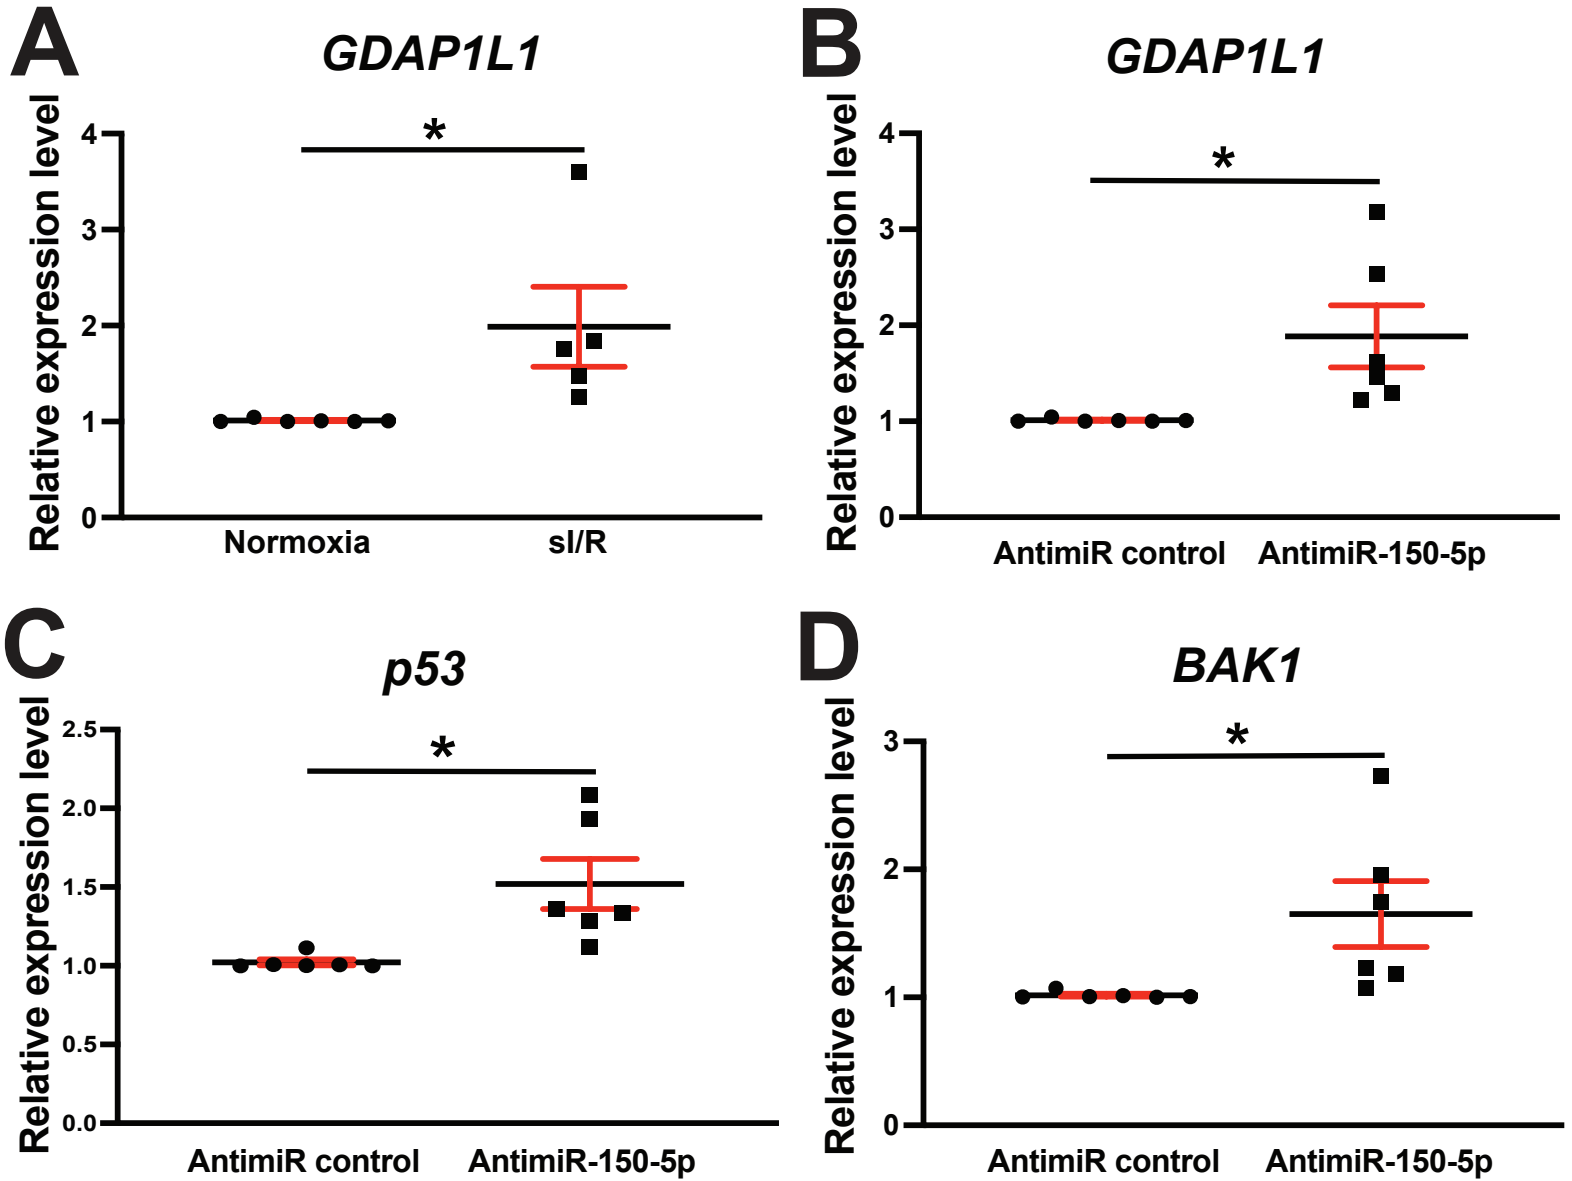 A
GDAP1L1
Relative expression level
4
3
2
1
0
*
Normoxia
sI/R
B
GDAP1L1
Relative expression level
4
3
2
1
0
*
AntimiR control
AntimiR-150-5p
C
p53
Relative expression level
2.5
2.0
1.5
1.0
0.5
0.0
*
AntimiR control
AntimiR-150-5p
D
BAK1
Relative expression level
3
2
1
0
*
AntimiR control
AntimiR-150-5p